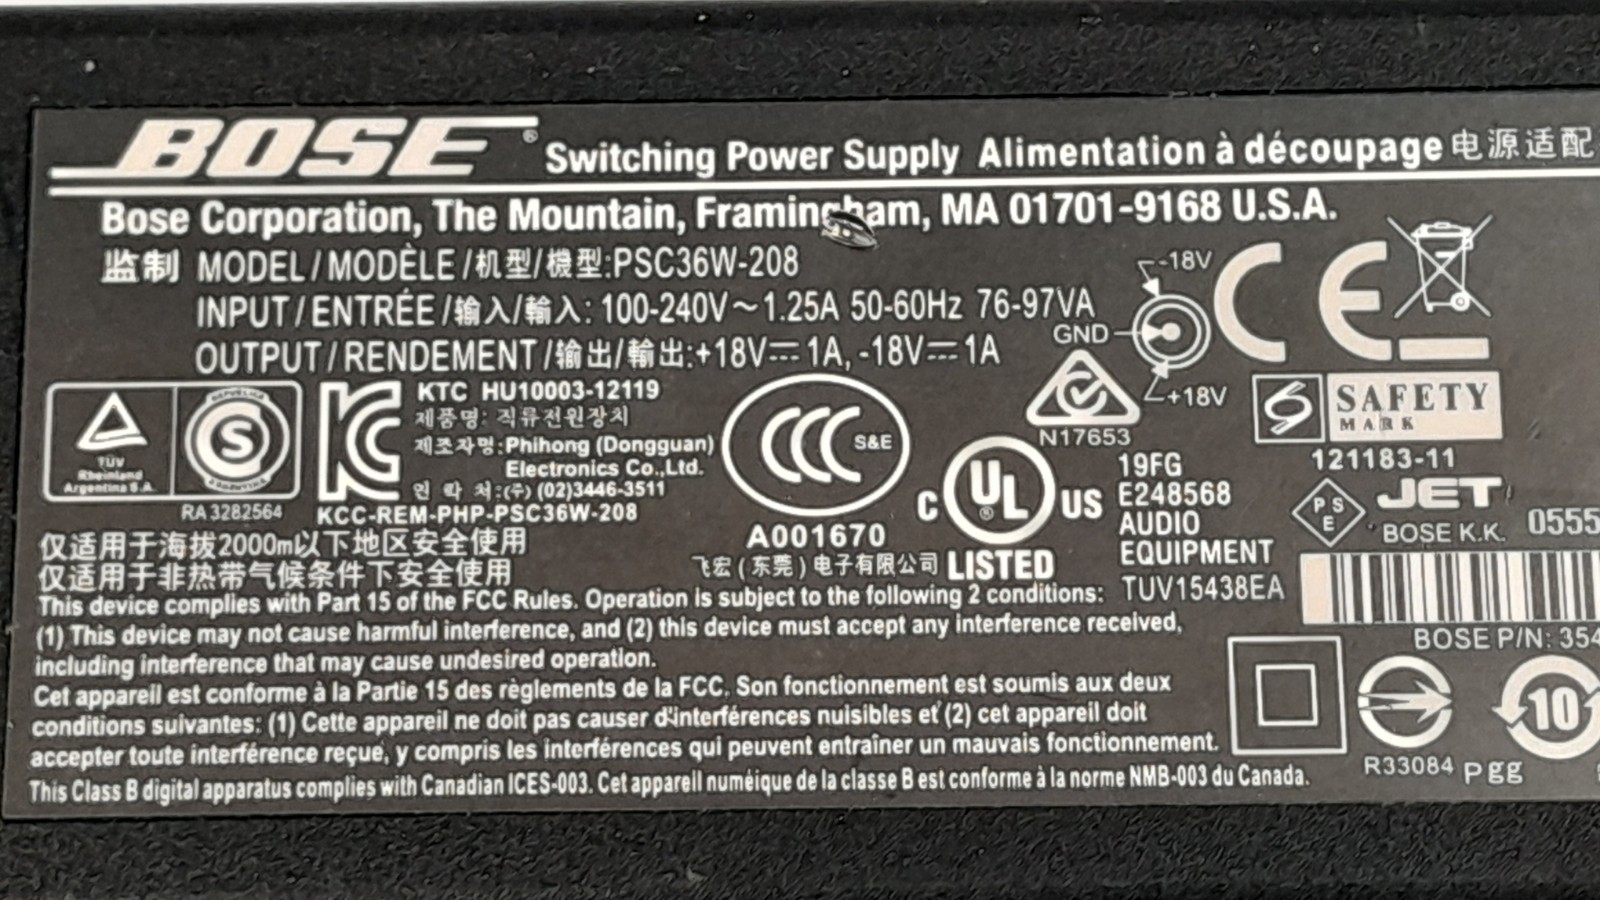 BOSE® Switching Power Supply Alimentation à découpage 电源适配
Bose Corporation, The Mountain, Framingham, MA 01701-9168 U.S.A.
监制 MODEL/MODÈLE/机型/機型:PSC36W-208
INPUT/ENTRÉE/输入/輸入: 100-240V~1.25A 50-60Hz 76-97VA
OUTPUT/RENDEMENT/输出/輸出:+18V⎓1A, -18V⎓1A
-18V
GND
+18V
TÜV
Rheinland
Argentina S.A.
REPUBLICA
S
ARGENTINA
RA 3282564
KTC HU10003-12119
제품명: 직류전원장치
제조자명:Phihong (Dongguan)
Electronics Co.,Ltd.
연 락 처:(주) (02)3446-3511
KCC-REM-PHP-PSC36W-208
CCC S&E
A001670
飞宏(东莞)电子有限公司
N17653
C UL® US
LISTED
19FG
E248568
AUDIO
EQUIPMENT
TUV15438EA
CE
SAFETY
MARK
121183-11
PS
E
JET
BOSE K.K.
0555
BOSE P/N: 354
仅适用于海拔2000m以下地区安全使用
仅适用于非热带气候条件下安全使用
This device complies with Part 15 of the FCC Rules. Operation is subject to the following 2 conditions:
(1) This device may not cause harmful interference, and (2) this device must accept any interference received,
including interference that may cause undesired operation.
Cet appareil est conforme à la Partie 15 des règlements de la FCC. Son fonctionnement est soumis aux deux
conditions suivantes: (1) Cette appareil ne doit pas causer d'interférences nuisibles et (2) cet appareil doit
accepter toute interférence reçue, y compris les interférences qui peuvent entraîner un mauvais fonctionnement.
This Class B digital apparatus complies with Canadian ICES-003. Cet appareil numéique de la classe B est conforme à la norme NMB-003 du Canada.
R33084
Pgg
10